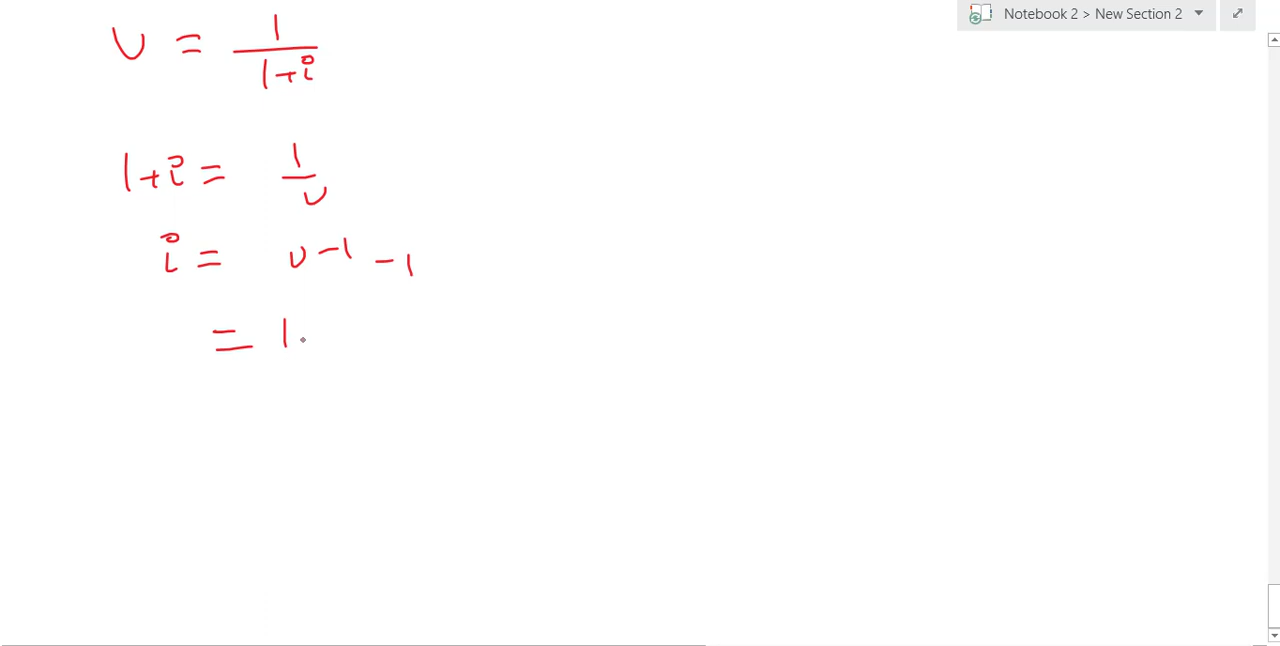 Notebook 2 > New Section 2
v = 1/(1+i)
1+i = 1/v
i = v⁻¹ - 1
= 1.